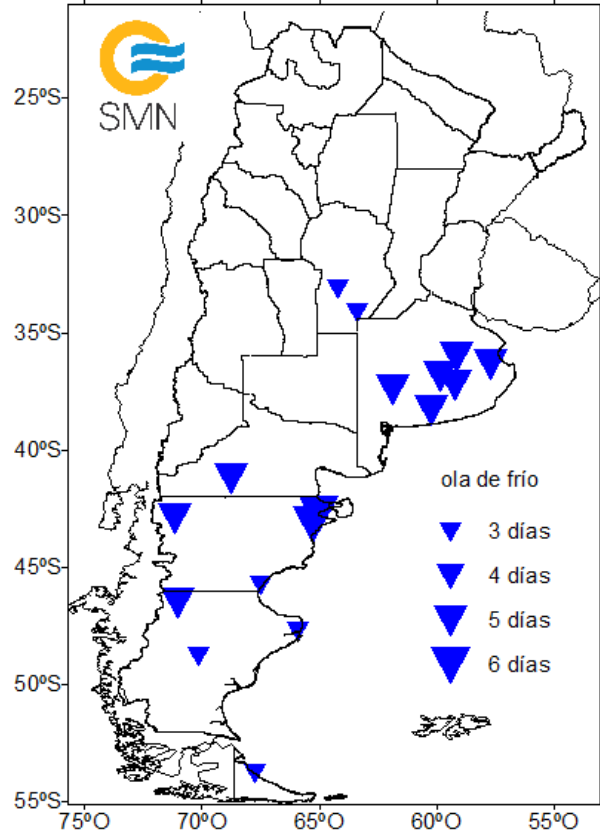 SMN
25ºS
30ºS
35ºS
40ºS
45ºS
50ºS
55ºS
75ºO
70ºO
65ºO
60ºO
55ºO
ola de frío
3 días
4 días
5 días
6 días